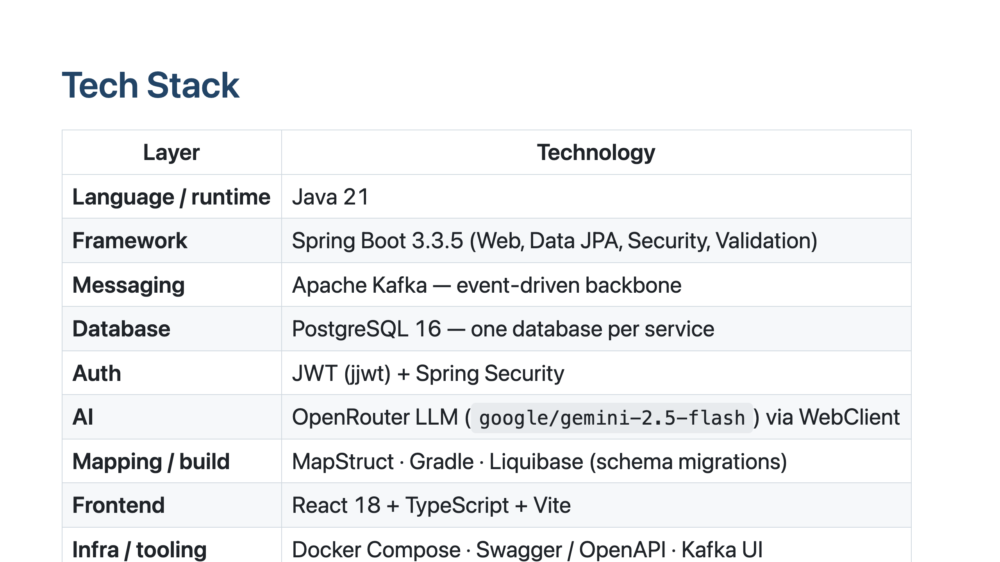 Tech Stack
Layer Technology
Language / runtime Java 21
Framework Spring Boot 3.3.5 (Web, Data JPA, Security, Validation)
Messaging Apache Kafka — event-driven backbone
Database PostgreSQL 16 — one database per service
Auth JWT (jjwt) + Spring Security
AI OpenRouter LLM ( google/gemini-2.5-flash ) via WebClient
Mapping / build MapStruct · Gradle · Liquibase (schema migrations)
Frontend React 18 + TypeScript + Vite
Infra / tooling Docker Compose · Swagger / OpenAPI · Kafka UI